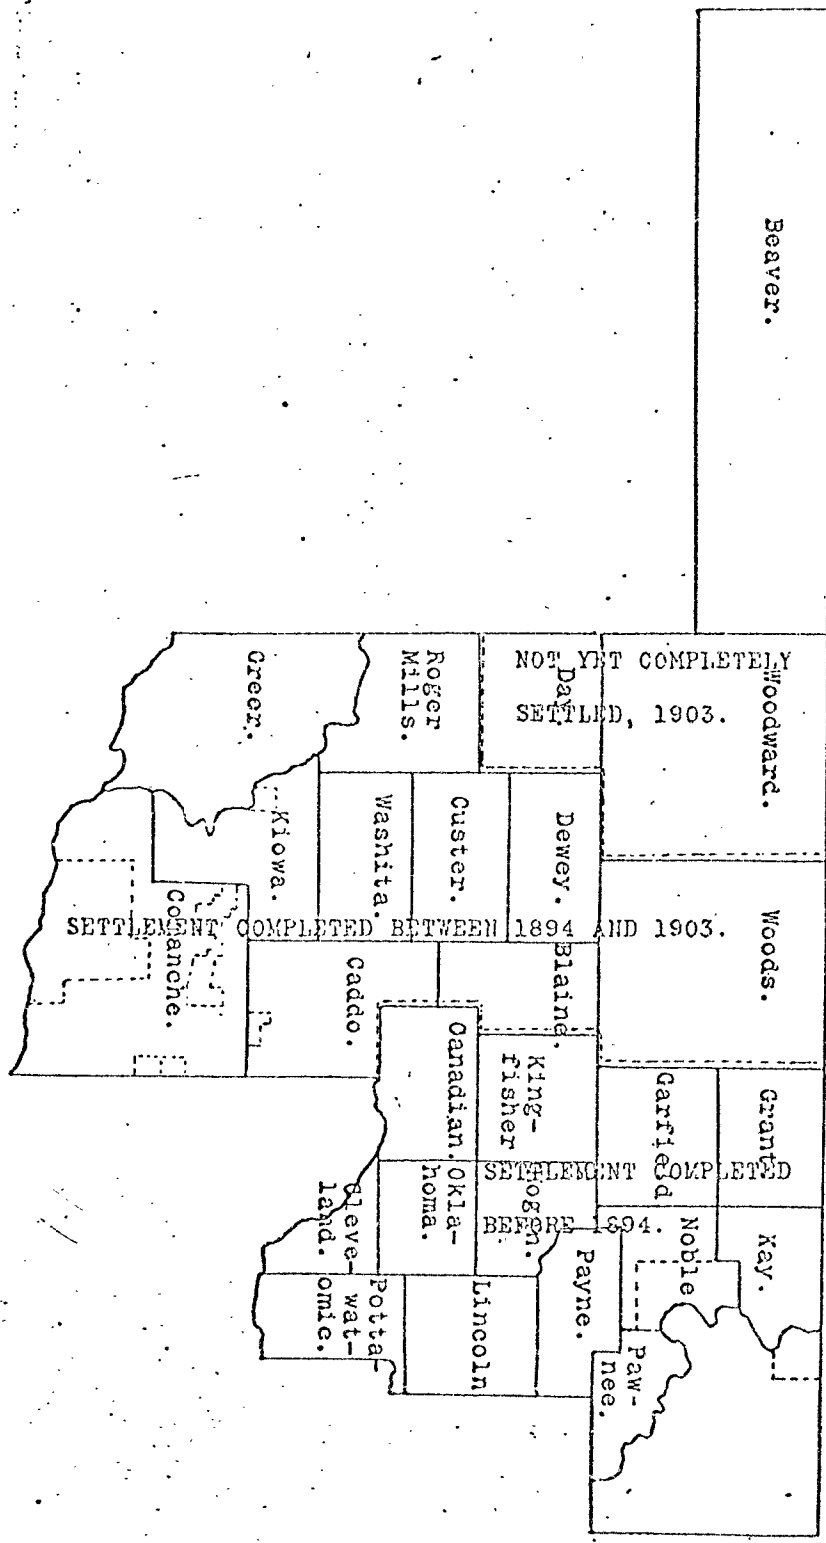 Beaver.
NOT YET COMPLETELY
SETTLED, 1903.
Woodward.
Day.
Roger
Mills.
Greer.
Woods.
Dewey.
Custer.
Washita.
Kiowa.
SETTLEMENT COMPLETED BETWEEN 1894 AND 1903.
Blaine.
Caddo.
Comanche.
Grant.
Garfield
King-
fisher
Canadian.
SETTLEMENT COMPLETED
BEFORE 1894.
Kay.
Noble
Logan.
Okla-
homa.
Cleve-
land.
Paw-
nee.
Payne.
Lincoln
Potta-
wat-
omie.